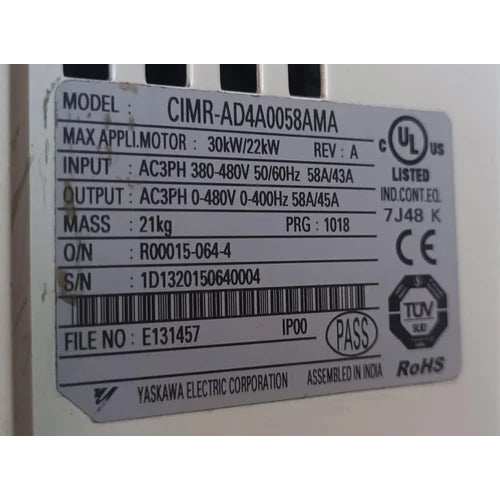 MODEL : CIMR-AD4A0058AMA
MAX APPLI.MOTOR : 30kW/22kW REV : A
INPUT : AC3PH 380-480V 50/60Hz 58A/43A
OUTPUT : AC3PH 0-480V 0-400Hz 58A/45A
MASS : 21kg PRG : 1018
O/N : R00015-064-4
S/N : 1D1320150640004
FILE NO : E131457 IP00
PASS
YASKAWA ELECTRIC CORPORATION ASSEMBLED IN INDIA
C UL US
LISTED
IND.CONT.EQ.
7J48 K
CE
TÜV
SÜD
RoHS